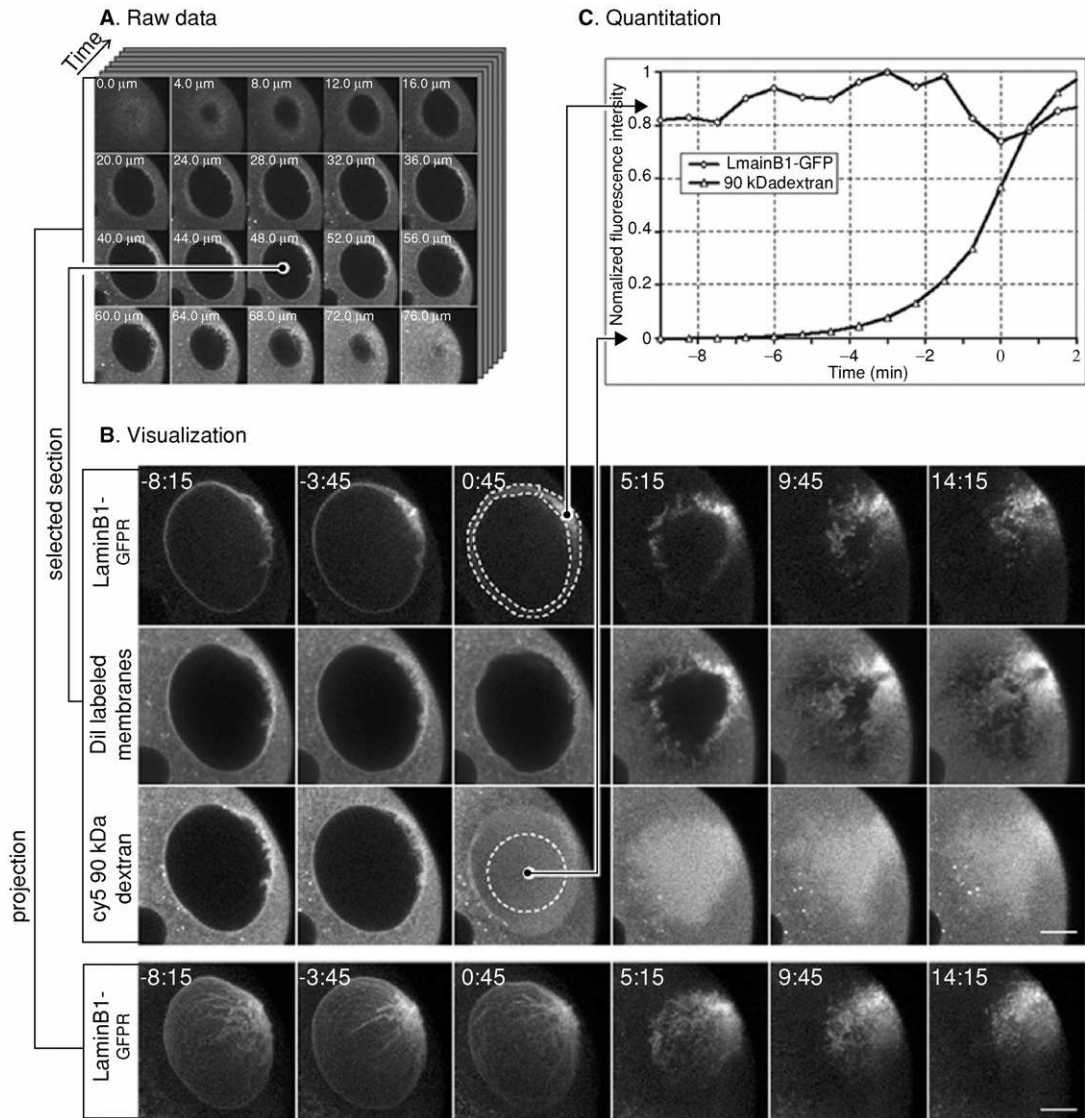 A. Raw data
Time
0.0 µm 4.0 µm 8.0 µm 12.0 µm 16.0 µm
20.0 µm 24.0 µm 28.0 µm 32.0 µm 36.0 µm
40.0 µm 44.0 µm 48.0 µm 52.0 µm 56.0 µm
60.0 µm 64.0 µm 68.0 µm 72.0 µm 76.0 µm
C. Quantitation
Nomalized fluorescence intersity
1
0.8
0.6
0.4
0.2
0
LmainB1-GFP
90 kDadextran
−8 −6 −4 −2 0 2
Time (min)
B. Visualization
selected section
projection
LaminB1-
GFPR
-8:15 -3:45 0:45 5:15 9:45 14:15
Dil labeled
membranes
cy5 90 kDa
dextran
LaminB1-
GFPR
-8:15 -3:45 0:45 5:15 9:45 14:15